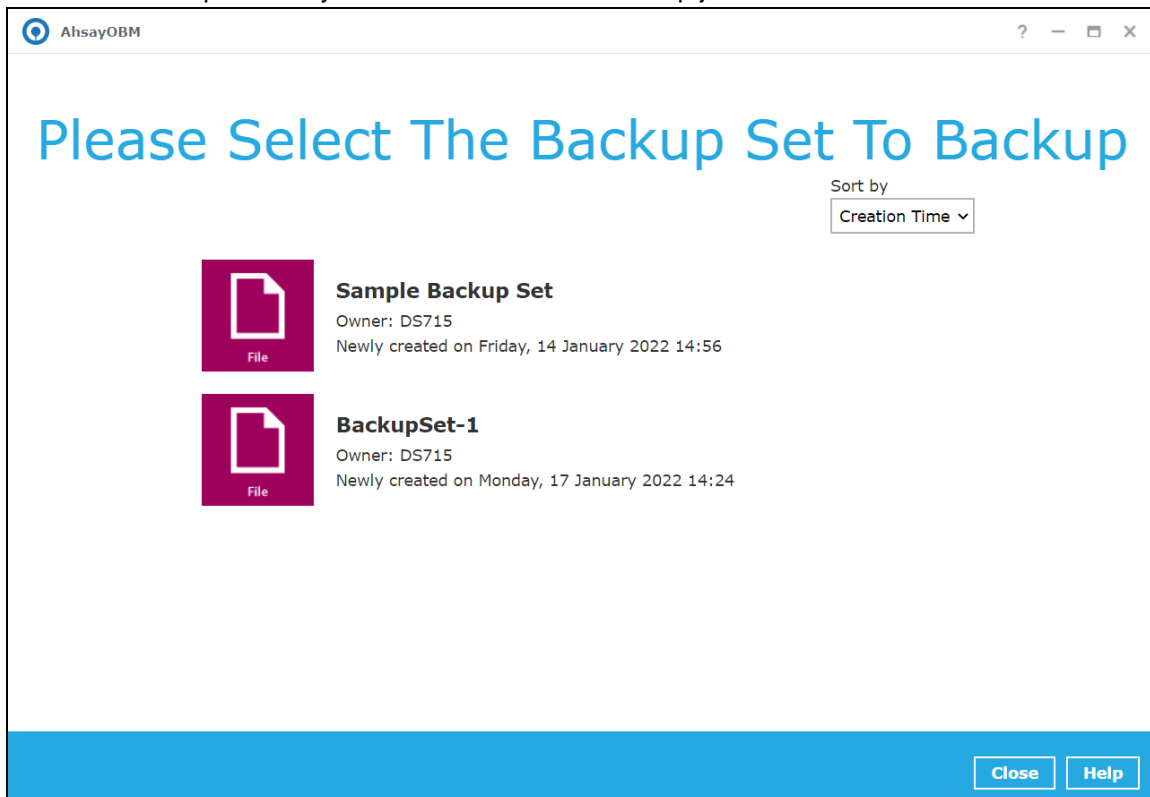 AhsayOBM
Please Select The Backup Set To Backup
Sort by
Creation Time
File
Sample Backup Set
Owner: DS715
Newly created on Friday, 14 January 2022 14:56
File
BackupSet-1
Owner: DS715
Newly created on Monday, 17 January 2022 14:24
Close
Help